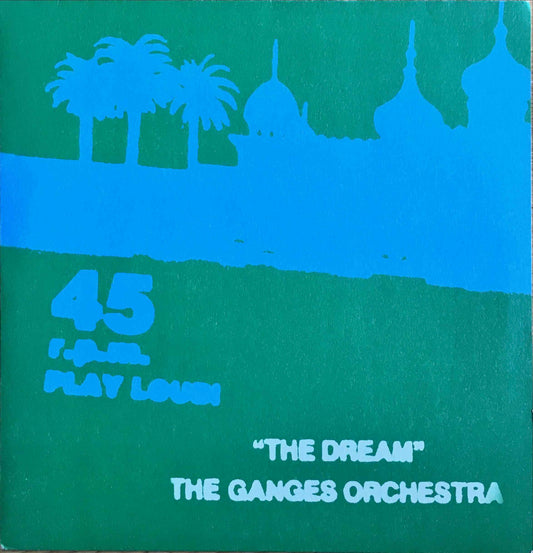 45
r.p.m.
PLAY LOUD!
"THE DREAM"
THE GANGES ORCHESTRA